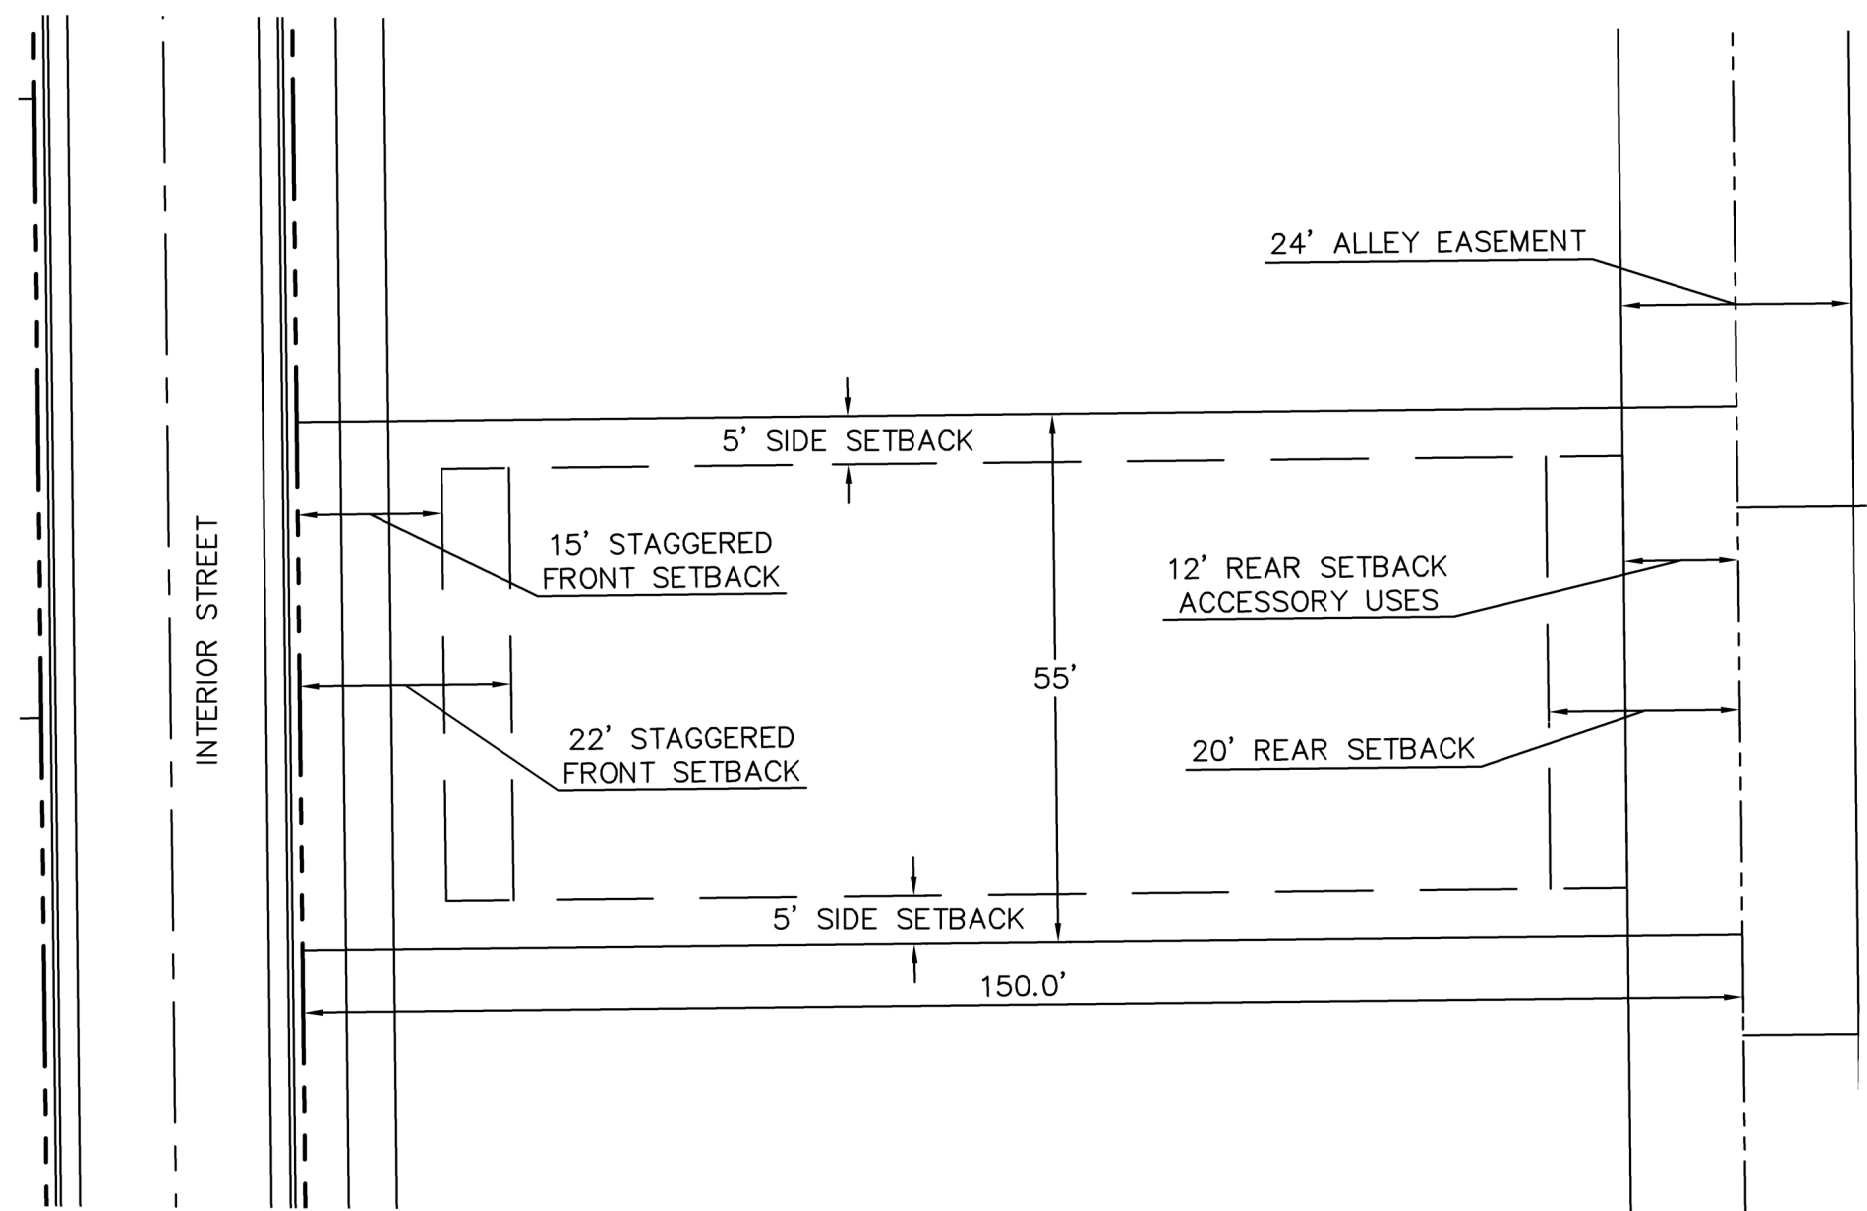 24' ALLEY EASEMENT
5' SIDE SETBACK
15' STAGGERED
FRONT SETBACK
12' REAR SETBACK
ACCESSORY USES
INTERIOR STREET
55'
22' STAGGERED
FRONT SETBACK
20' REAR SETBACK
5' SIDE SETBACK
150.0'